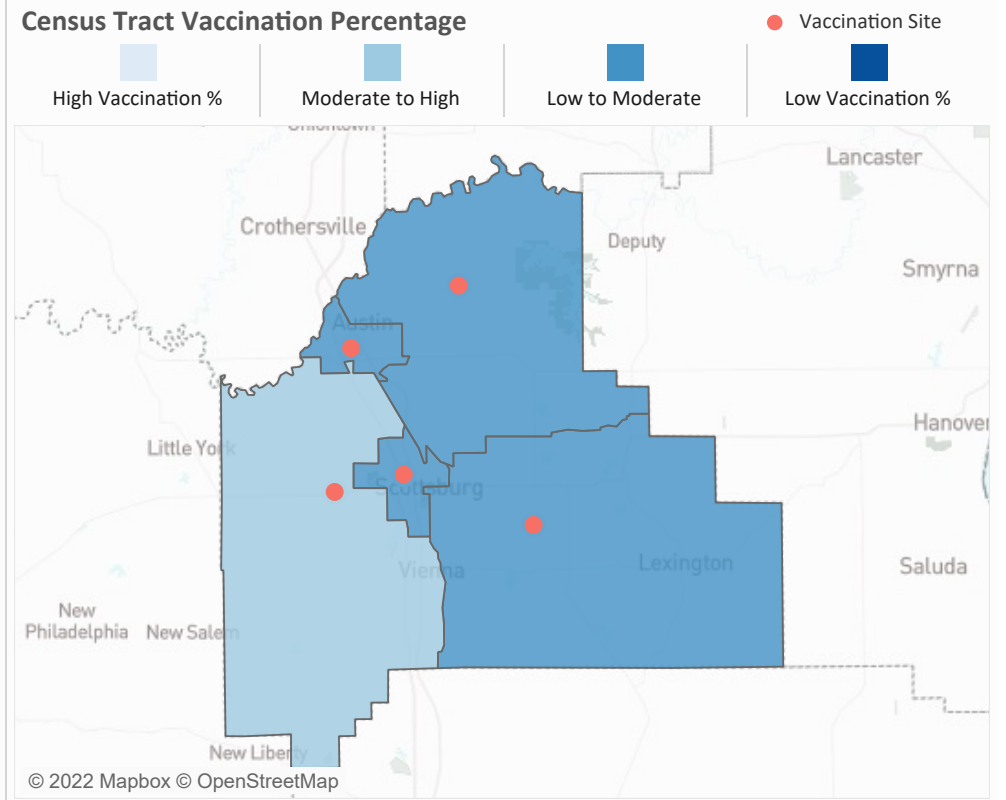 Census Tract Vaccination Percentage
Vaccination Site
High Vaccination %
Moderate to High
Low to Moderate
Low Vaccination %
Uniontown
Lancaster
Crothersville
Deputy
Smyrna
Austin
Hanover
Little York
Scottsburg
Vienna
Lexington
Saluda
New
Philadelphia
New Salem
New Liberty
© 2022 Mapbox © OpenStreetMap